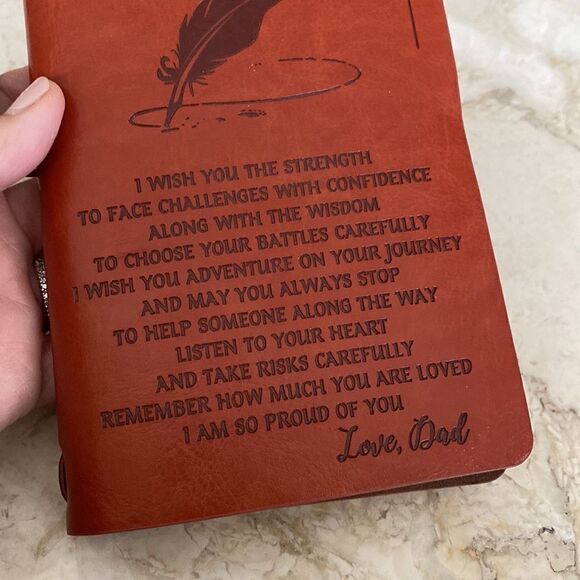 I WISH YOU THE STRENGTH
TO FACE CHALLENGES WITH CONFIDENCE
ALONG WITH THE WISDOM
TO CHOOSE YOUR BATTLES CAREFULLY
I WISH YOU ADVENTURE ON YOUR JOURNEY
AND MAY YOU ALWAYS STOP
TO HELP SOMEONE ALONG THE WAY
LISTEN TO YOUR HEART
AND TAKE RISKS CAREFULLY
REMEMBER HOW MUCH YOU ARE LOVED
I AM SO PROUD OF YOU
Love, Dad